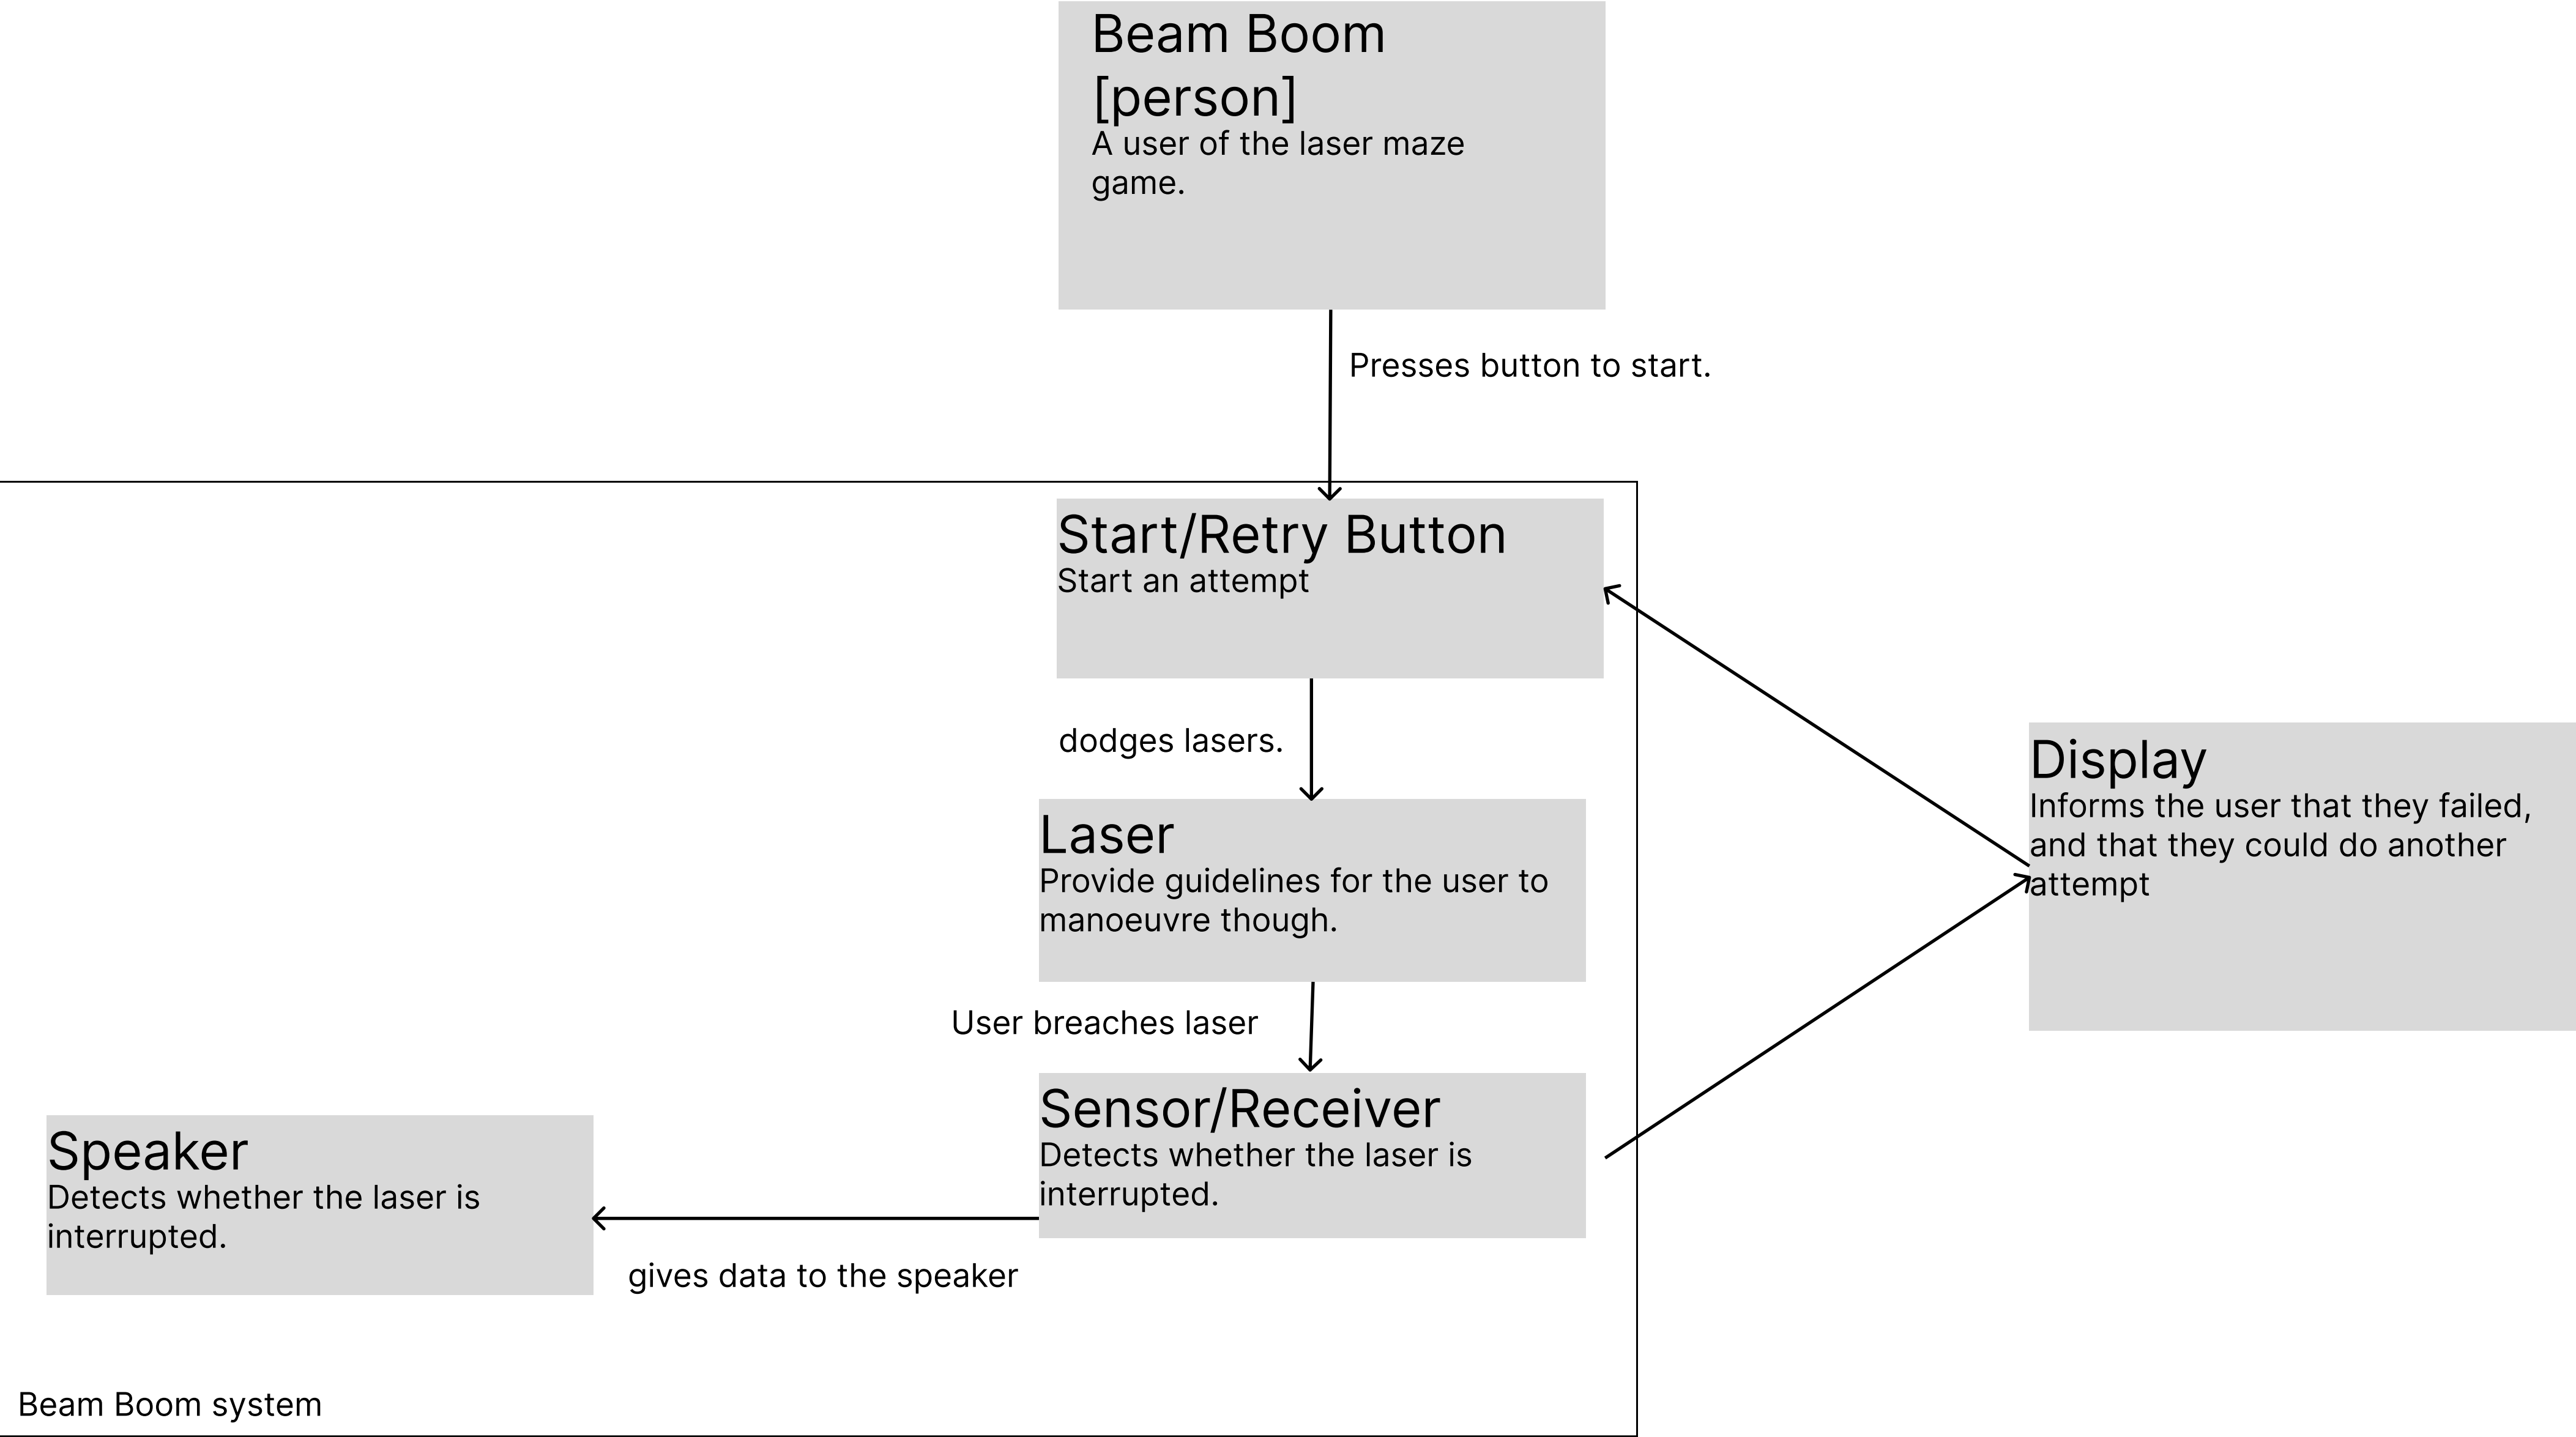 Beam Boom
[person]
A user of the laser maze
game.
Presses button to start.
Start/Retry Button
Start an attempt
dodges lasers.
Display
Informs the user that they failed,
and that they could do another
attempt
Laser
Provide guidelines for the user to
manoeuvre though.
User breaches laser
Sensor/Receiver
Detects whether the laser is
interrupted.
Speaker
Detects whether the laser is
interrupted.
gives data to the speaker
Beam Boom system